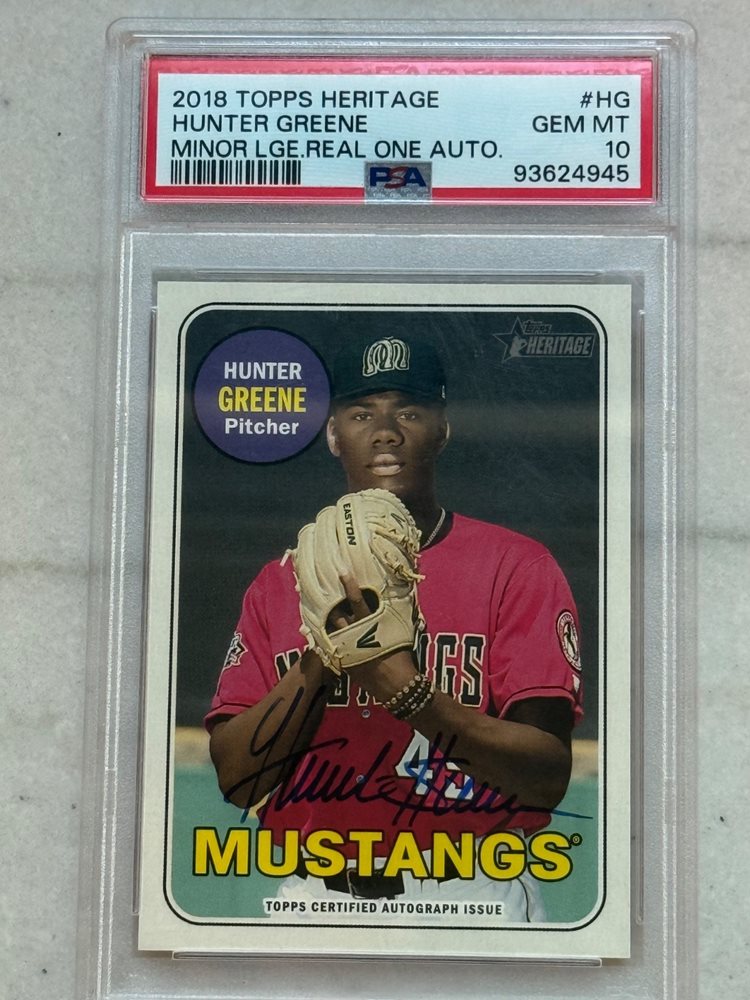 2018 TOPPS HERITAGE #HG
HUNTER GREENE GEM MT
MINOR LGE.REAL ONE AUTO. 10
PSA 93624945
Topps
HERITAGE
HUNTER
GREENE
Pitcher
M
EASTON
MUSTANGS®
TOPPS CERTIFIED AUTOGRAPH ISSUE